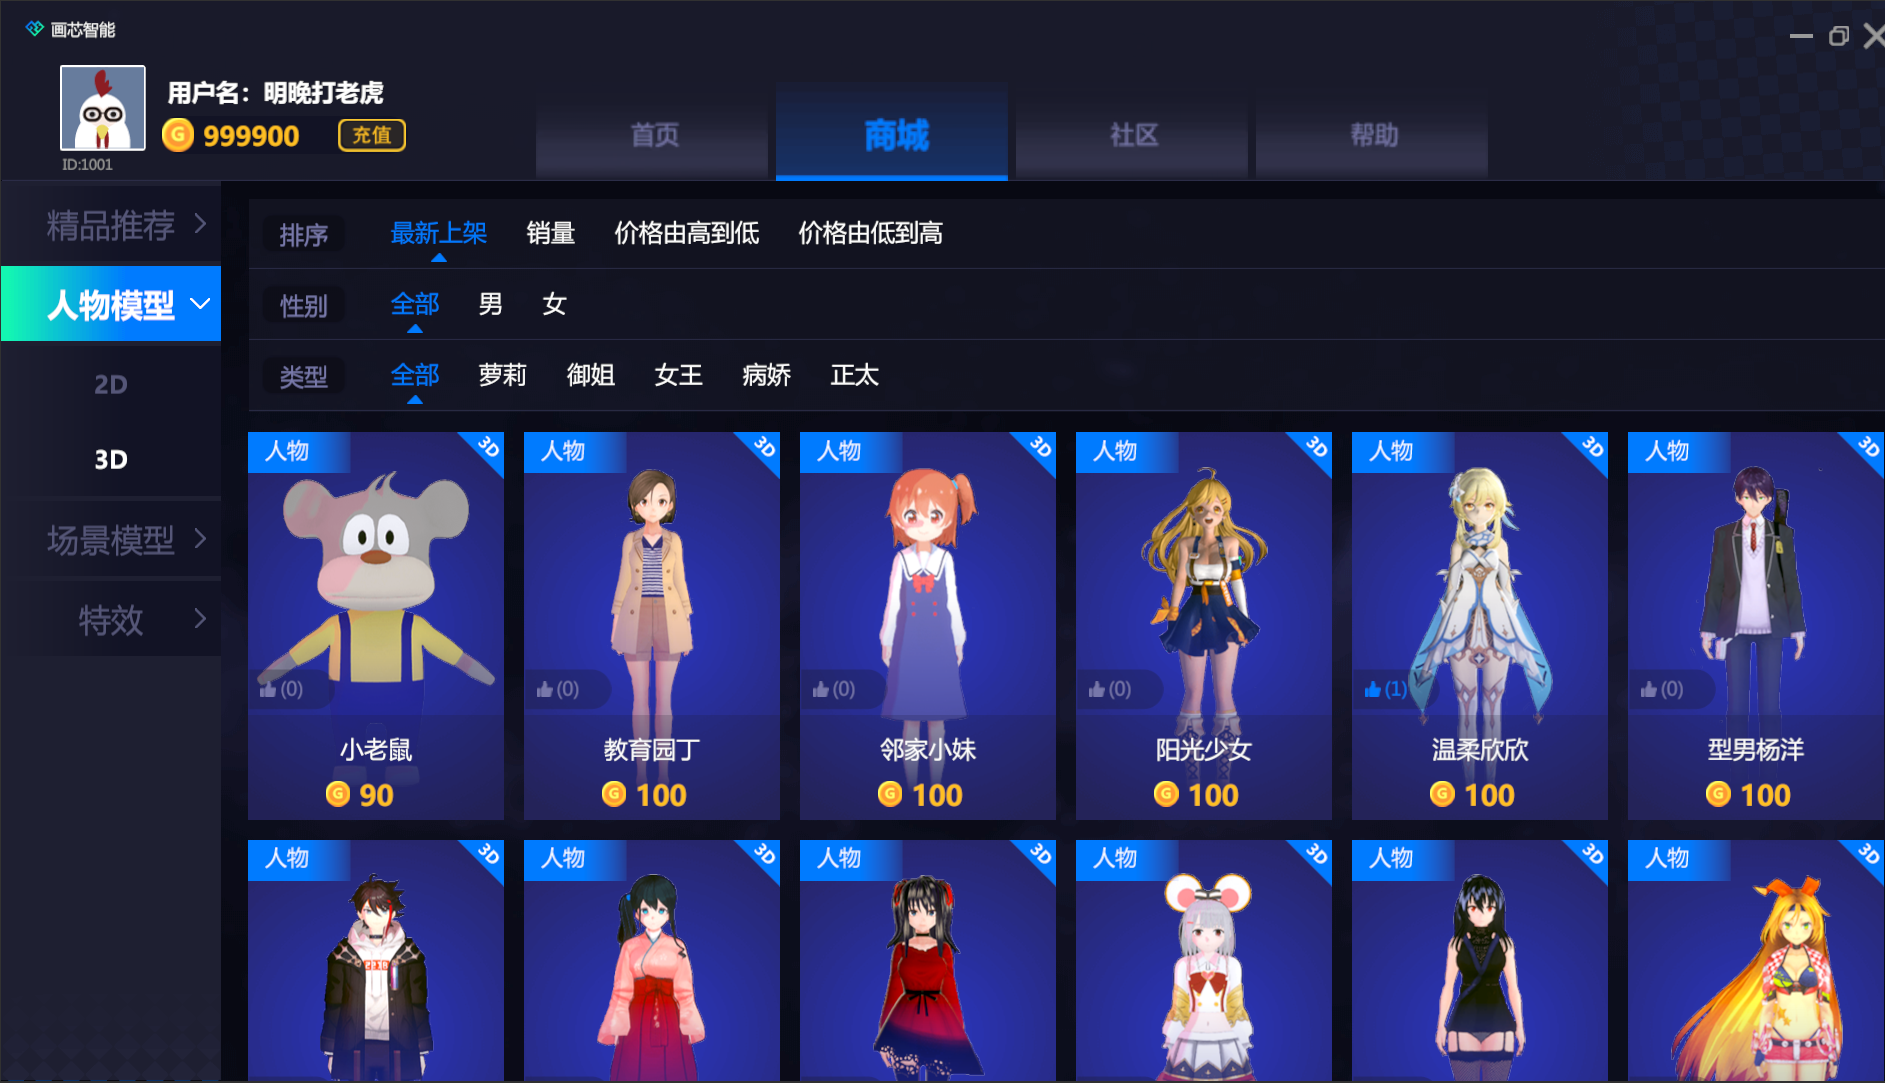 画芯智能
用户名：明晚打老虎
G 999900 充值
ID:1001
首页 商城 社区 帮助
精品推荐
人物模型
2D
3D
场景模型
特效
排序 最新上架 销量 价格由高到低 价格由低到高
性别 全部 男 女
类型 全部 萝莉 御姐 女王 病娇 正太
人物 3D 人物 3D 人物 3D 人物 3D 人物 3D 人物 3D
(0) (0) (0) (0) (1) (0)
小老鼠 教育园丁 邻家小妹 阳光少女 温柔欣欣 型男杨洋
G 90 G 100 G 100 G 100 G 100 G 100
人物 3D 人物 3D 人物 3D 人物 3D 人物 3D 人物 3D